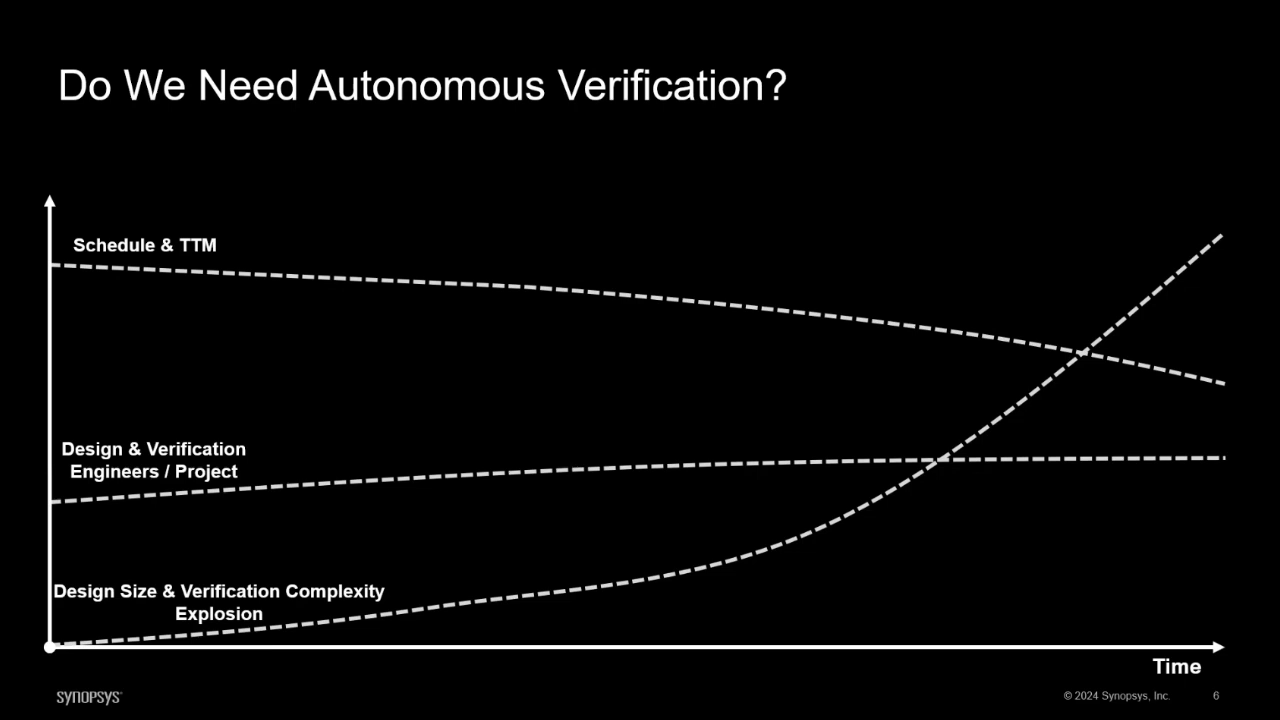 Do We Need Autonomous Verification?
Schedule & TTM
Design & Verification
Engineers / Project
Design Size & Verification Complexity
Explosion
Time
SYNOPSYS®
© 2024 Synopsys, Inc.
6